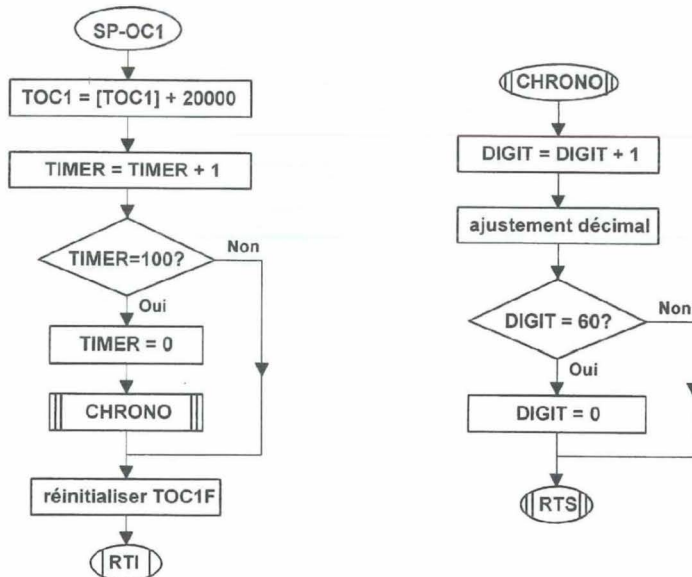 SP-OC1
TOC1 = [TOC1] + 20000
TIMER = TIMER + 1
TIMER=100?
Non
Oui
TIMER = 0
CHRONO
réinitialiser TOC1F
RTI
CHRONO
DIGIT = DIGIT + 1
ajustement décimal
DIGIT = 60?
Non
Oui
DIGIT = 0
RTS